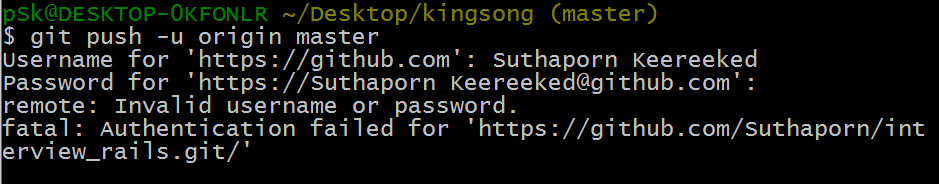 pSk@DESKTOP-0KFONLR ~/Desktop/kingsong (master)
$ git push -u origin master
Username for 'https://github.com': Suthaporn Keereeked
Password for 'https://Suthaporn Keereeked@github.com':
remote: Invalid username or password.
fatal: Authentication failed for 'https://github.com/Suthaporn/int
erview_rails.git/'